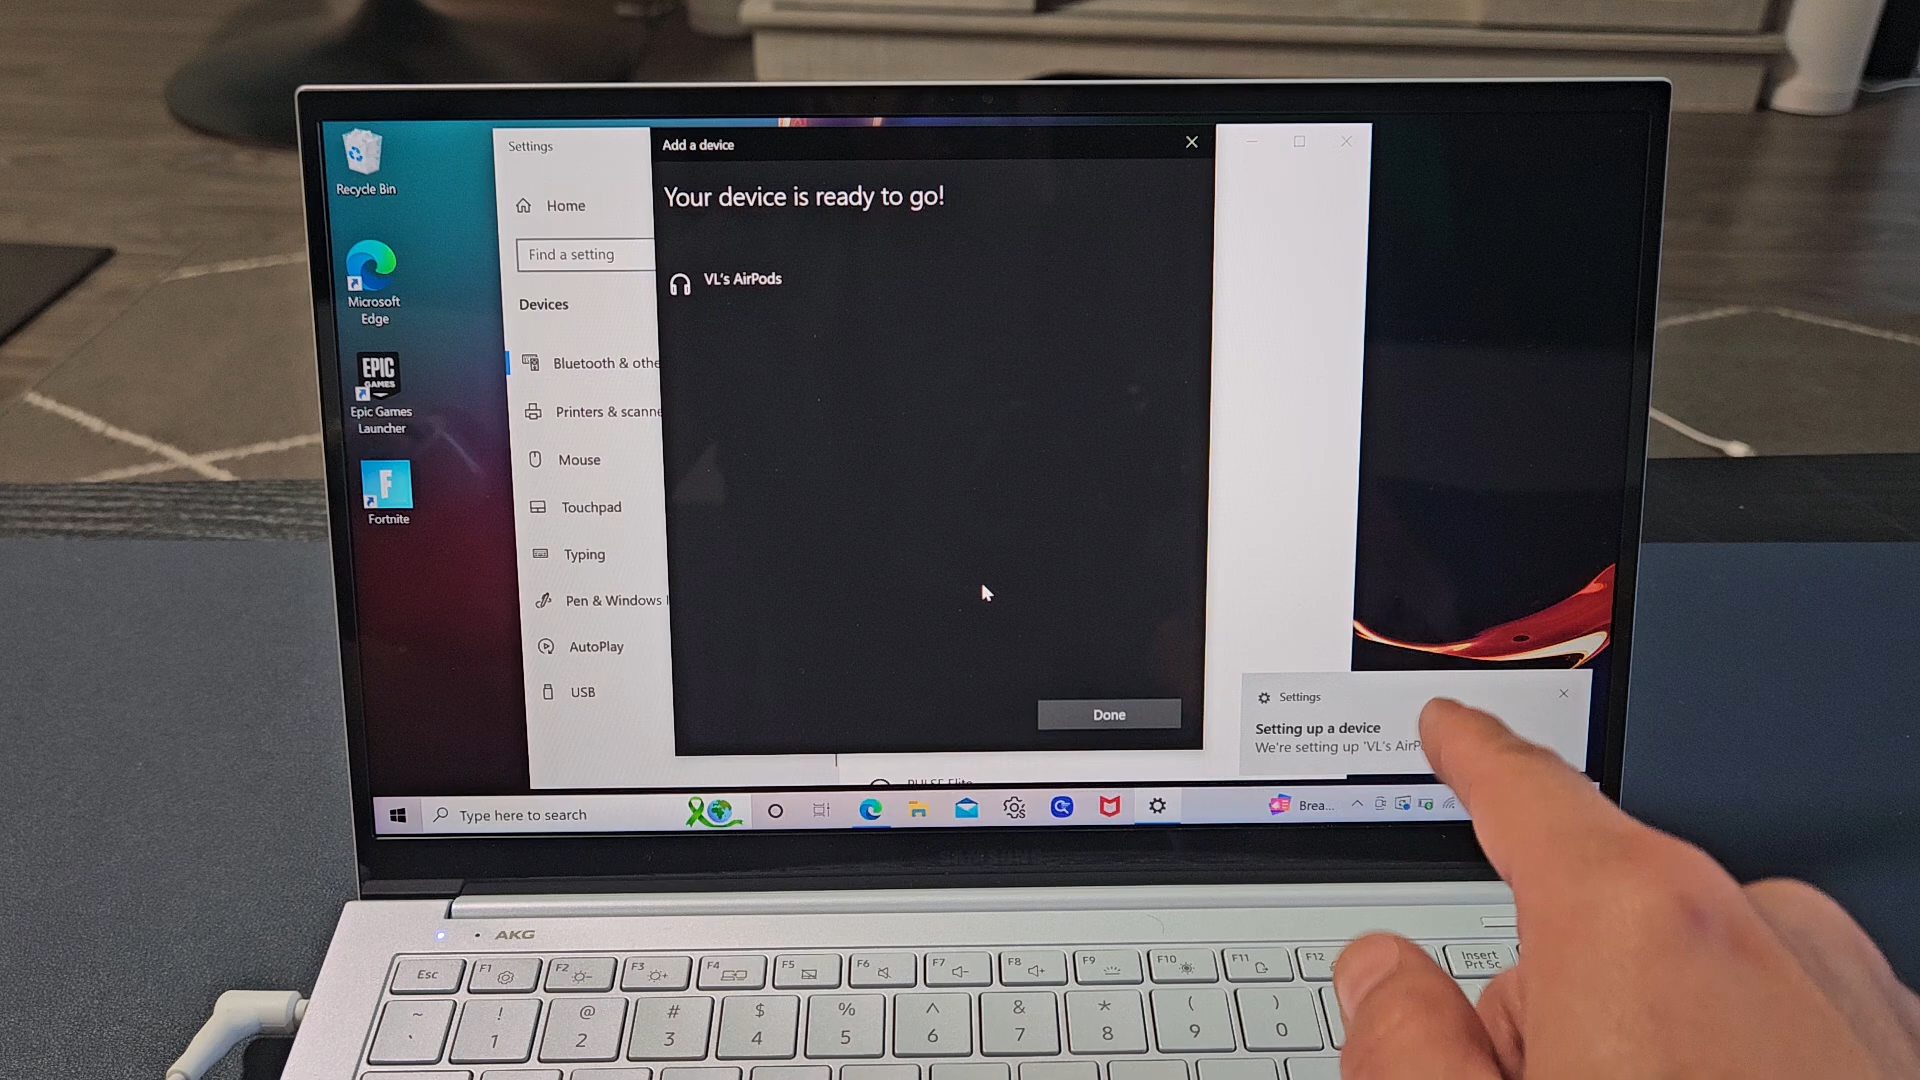 Recycle Bin
Microsoft
Edge
EPIC
GAMES
Epic Games
Launcher
F
Fortnite
Settings
Home
Find a setting
Devices
Bluetooth & othe
Printers & scanne
Mouse
Touchpad
Typing
Pen & Windows I
AutoPlay
USB
Add a device
Your device is ready to go!
VL's AirPods
Done
PULSE Elite
Settings
Setting up a device
We're setting up 'VL's AirP
Type here to search
Brea...
AKG
Esc
F1
F2
F3
F4
F5
F6
F7
F8
F9
F10
F11
F12
Insert
Prt Sc
~ `
! 1
@ 2
# 3
$ 4
% 5
^ 6
& 7
* 8
( 9
) 0